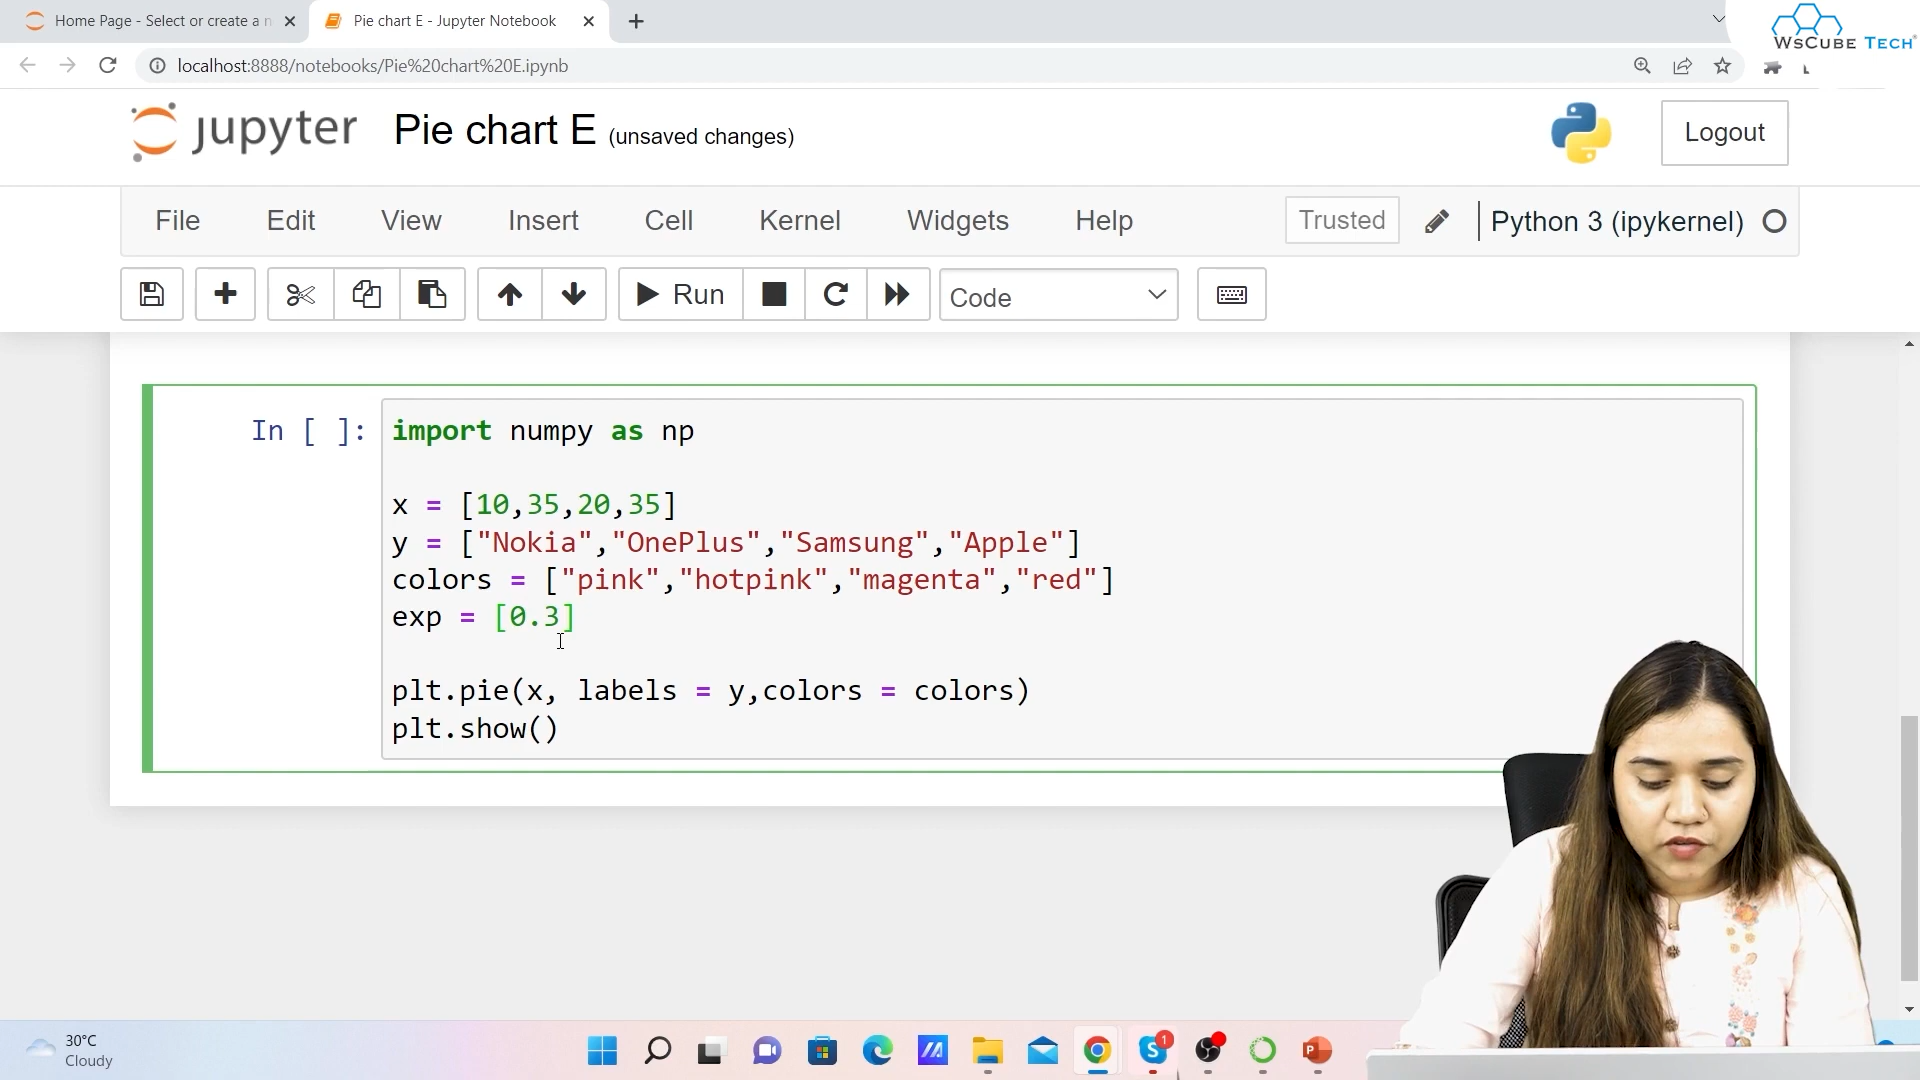 Home Page - Select or create a n
Pie chart E - Jupyter Notebook
WsCube Tech
localhost:8888/notebooks/Pie%20chart%20E.ipynb
jupyter Pie chart E (unsaved changes)
Logout
File Edit View Insert Cell Kernel Widgets Help Trusted Python 3 (ipykernel)
Run Code
In [ ]: import numpy as np
x = [10,35,20,35]
y = ["Nokia","OnePlus","Samsung","Apple"]
colors = ["pink","hotpink","magenta","red"]
exp = [0.3]
plt.pie(x, labels = y,colors = colors)
plt.show()
30°C
Cloudy
1